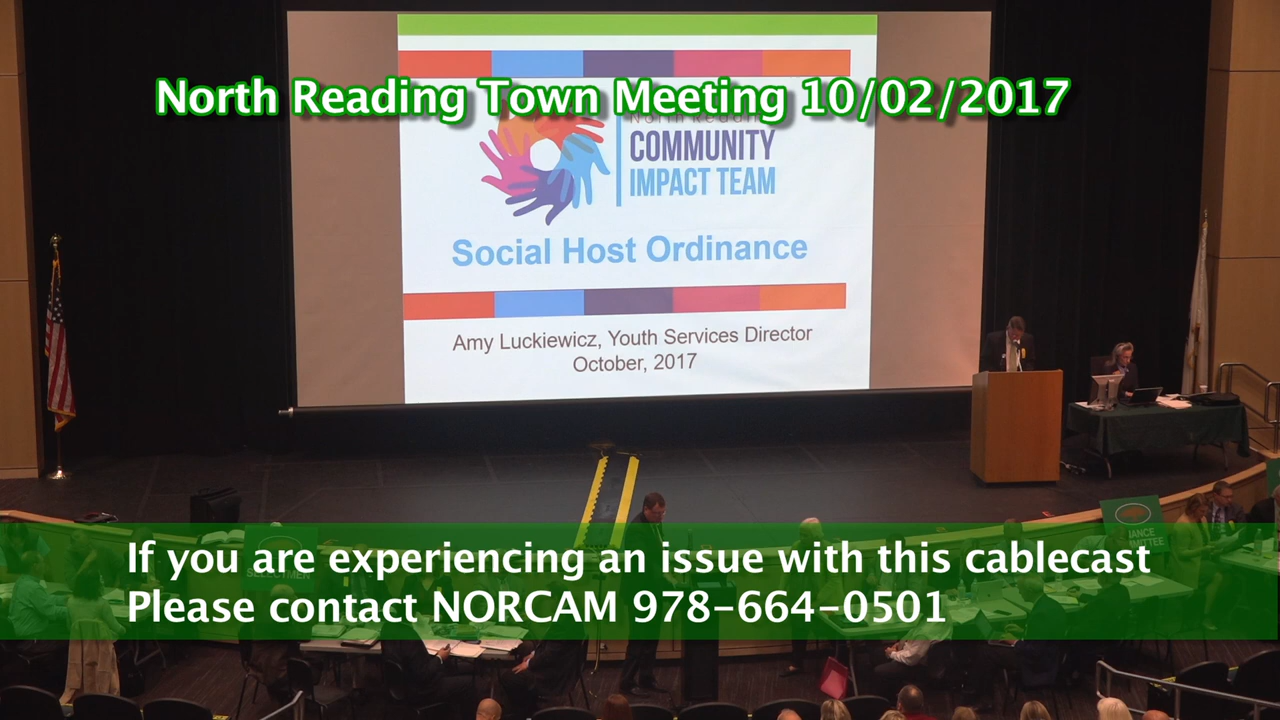 North Reading Town Meeting 10/02/2017
COMMUNITY
IMPACT TEAM
Social Host Ordinance
Amy Luckiewicz, Youth Services Director
October, 2017
If you are experiencing an issue with this cablecast
Please contact NORCAM 978-664-0501
SELECTMEN